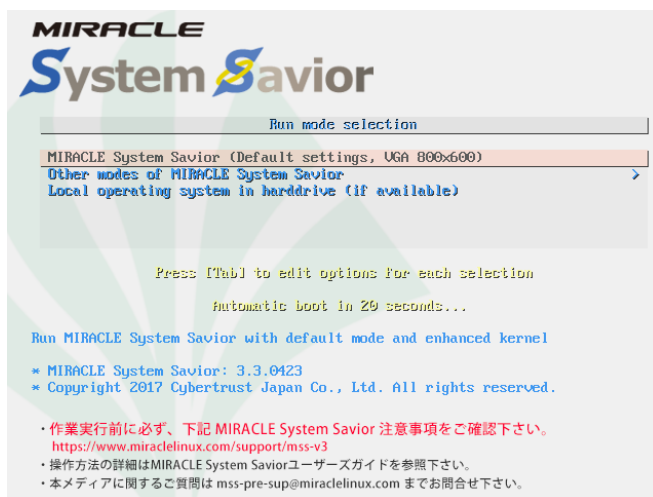 MIRACLE
System Savior
Run mode selection
MIRACLE System Savior (Default settings, VGA 800x600)
Other modes of MIRACLE System Savior >
Local operating system in harddrive (if available)
Press [Tab] to edit options for each selection
Automatic boot in 20 seconds...
Run MIRACLE System Savior with default mode and enhanced kernel
* MIRACLE System Savior: 3.3.0423
* Copyright 2017 Cybertrust Japan Co., Ltd. All rights reserved.
・作業実行前に必ず、下記 MIRACLE System Savior 注意事項をご確認下さい。
https://www.miraclelinux.com/support/mss-v3
・操作方法の詳細はMIRACLE System Saviorユーザーズガイドを参照下さい。
・本メディアに関するご質問は mss-pre-sup@miraclelinux.com までお問合せ下さい。